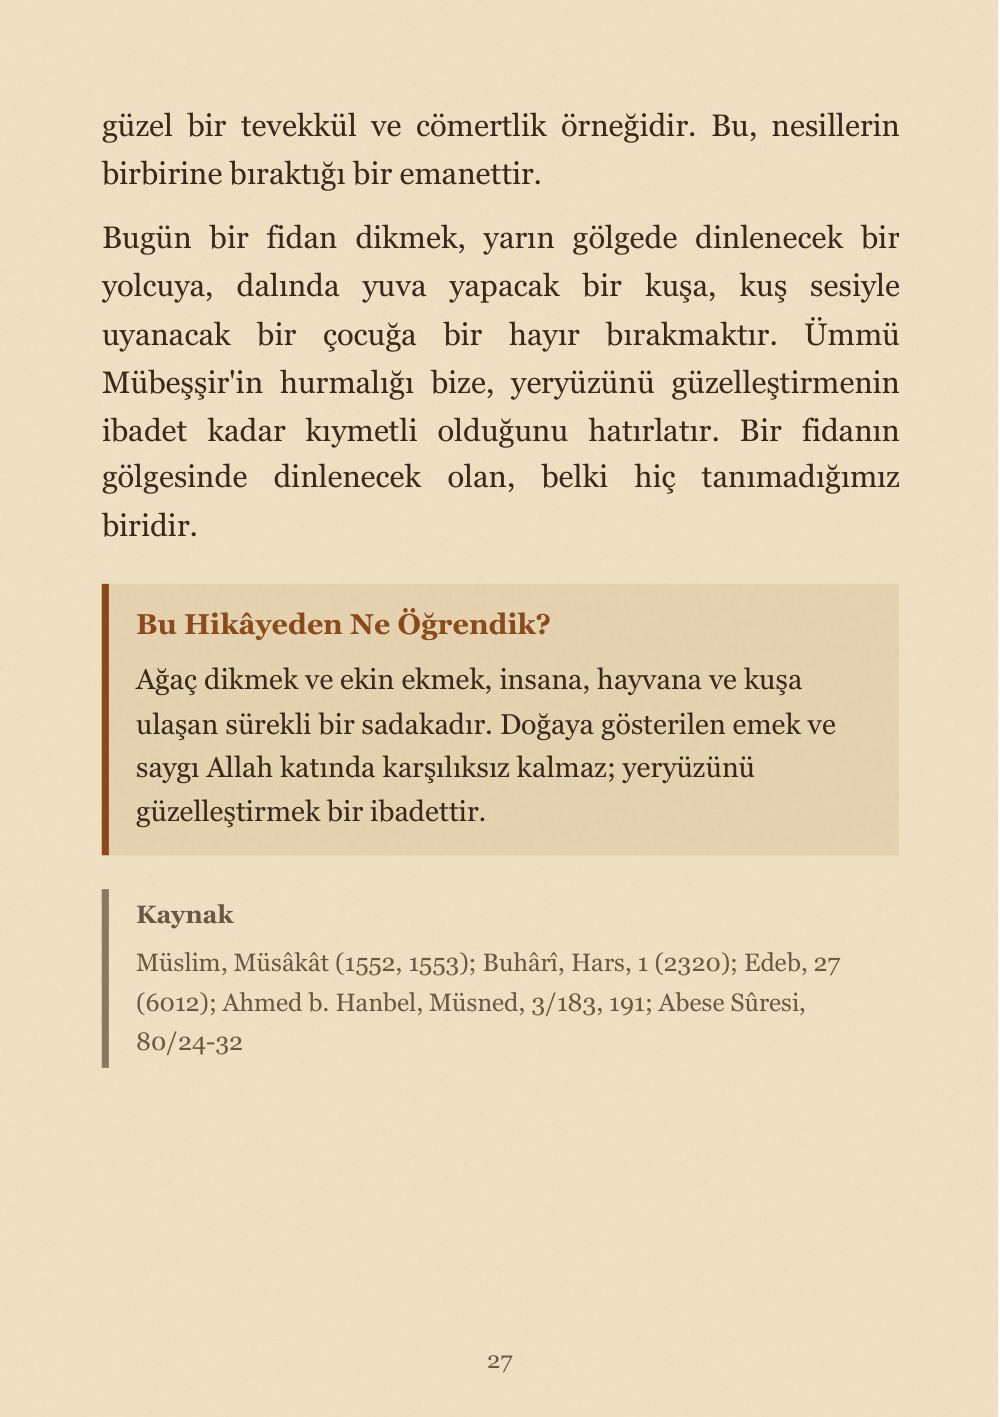 güzel bir tevekkül ve cömertlik örneğidir. Bu, nesillerin
birbirine bıraktığı bir emanettir.
Bugün bir fidan dikmek, yarın gölgede dinlenecek bir
yolcuya, dalında yuva yapacak bir kuşa, kuş sesiyle
uyanacak bir çocuğa bir hayır bırakmaktır. Ümmü
Mübeşşir'in hurmalığı bize, yeryüzünü güzelleştirmenin
ibadet kadar kıymetli olduğunu hatırlatır. Bir fidanın
gölgesinde dinlenecek olan, belki hiç tanımadığımız
biridir.
Bu Hikâyeden Ne Öğrendik?
Ağaç dikmek ve ekin ekmek, insana, hayvana ve kuşa
ulaşan sürekli bir sadakadır. Doğaya gösterilen emek ve
saygı Allah katında karşılıksız kalmaz; yeryüzünü
güzelleştirmek bir ibadettir.
Kaynak
Müslim, Müsâkât (1552, 1553); Buhârî, Hars, 1 (2320); Edeb, 27
(6012); Ahmed b. Hanbel, Müsned, 3/183, 191; Abese Sûresi,
80/24-32
27